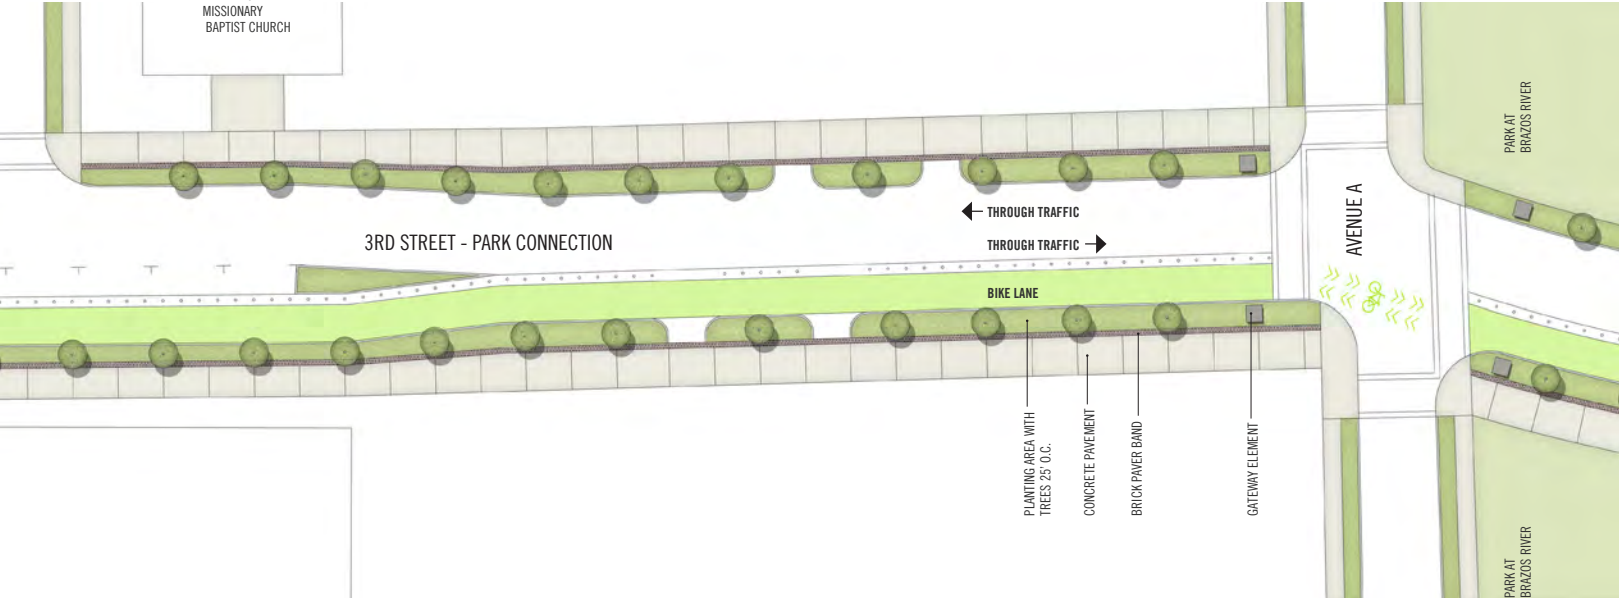 MISSIONARY
BAPTIST CHURCH
PARK AT
BRAZOS RIVER
AVENUE A
THROUGH TRAFFIC
3RD STREET - PARK CONNECTION
THROUGH TRAFFIC
BIKE LANE
PLANTING AREA WITH
TREES 25' O.C.
CONCRETE PAVEMENT
BRICK PAVER BAND
GATEWAY ELEMENT
PARK AT
BRAZOS RIVER